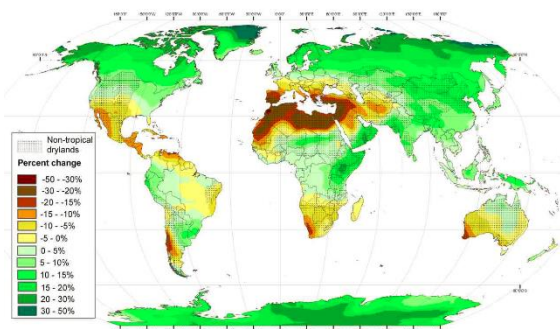 Non-tropical
drylands
Percent change
-50 - -30%
-30 - -20%
-20 - -15%
-15 - -10%
-10 - -5%
-5 - 0%
0 - 5%
5 - 10%
10 - 15%
15 - 20%
20 - 30%
30 - 50%